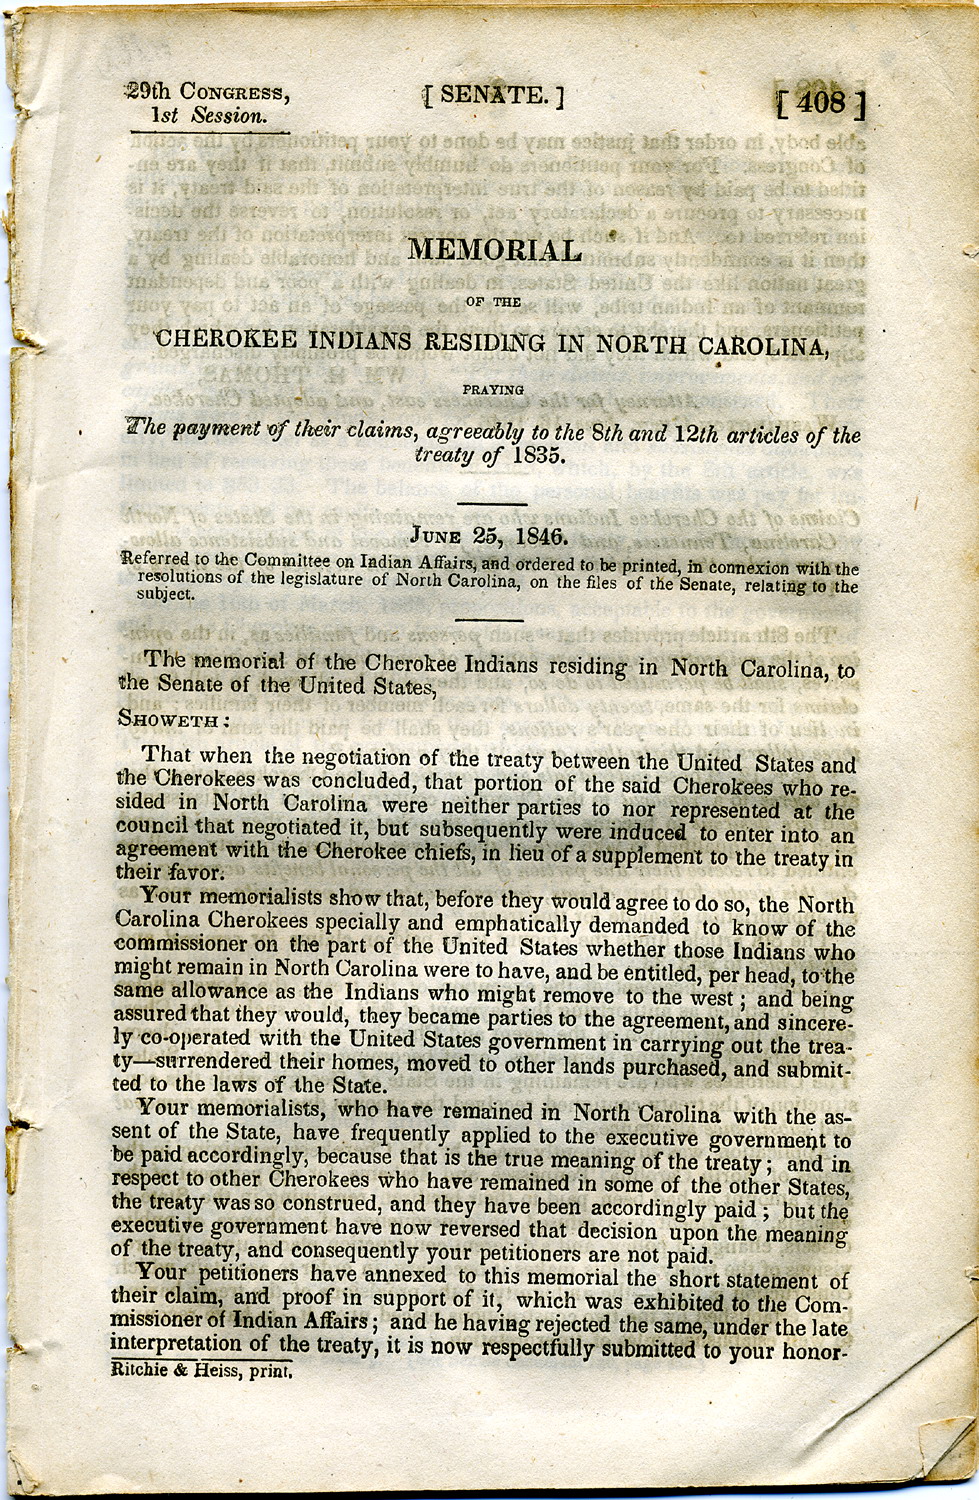 29th Congress,
1st Session.
[ SENATE. ]
[ 408 ]
MEMORIAL
OF THE
CHEROKEE INDIANS RESIDING IN NORTH CAROLINA,
PRAYING
The payment of their claims, agreeably to the 8th and 12th articles of the
treaty of 1835.
June 25, 1846.
Referred to the Committee on Indian Affairs, and ordered to be printed, in connexion with the
resolutions of the legislature of North Carolina, on the files of the Senate, relating to the
subject.
The memorial of the Cherokee Indians residing in North Carolina, to
the Senate of the United States,
Showeth:
That when the negotiation of the treaty between the United States and
the Cherokees was concluded, that portion of the said Cherokees who re-
sided in North Carolina were neither parties to nor represented at the
council that negotiated it, but subsequently were induced to enter into an
agreement with the Cherokee chiefs, in lieu of a supplement to the treaty in
their favor.
Your memorialists show that, before they would agree to do so, the North
Carolina Cherokees specially and emphatically demanded to know of the
commissioner on the part of the United States whether those Indians who
might remain in North Carolina were to have, and be entitled, per head, to the
same allowance as the Indians who might remove to the west; and being
assured that they would, they became parties to the agreement, and sincere-
ly co-operated with the United States government in carrying out the trea-
ty—surrendered their homes, moved to other lands purchased, and submit-
ted to the laws of the State.
Your memorialists, who have remained in North Carolina with the as-
sent of the State, have frequently applied to the executive government to
be paid accordingly, because that is the true meaning of the treaty; and in
respect to other Cherokees who have remained in some of the other States,
the treaty was so construed, and they have been accordingly paid; but the
executive government have now reversed that decision upon the meaning
of the treaty, and consequently your petitioners are not paid.
Your petitioners have annexed to this memorial the short statement of
their claim, and proof in support of it, which was exhibited to the Com-
missioner of Indian Affairs; and he having rejected the same, under the late
interpretation of the treaty, it is now respectfully submitted to your honor-
Ritchie & Heiss, print.